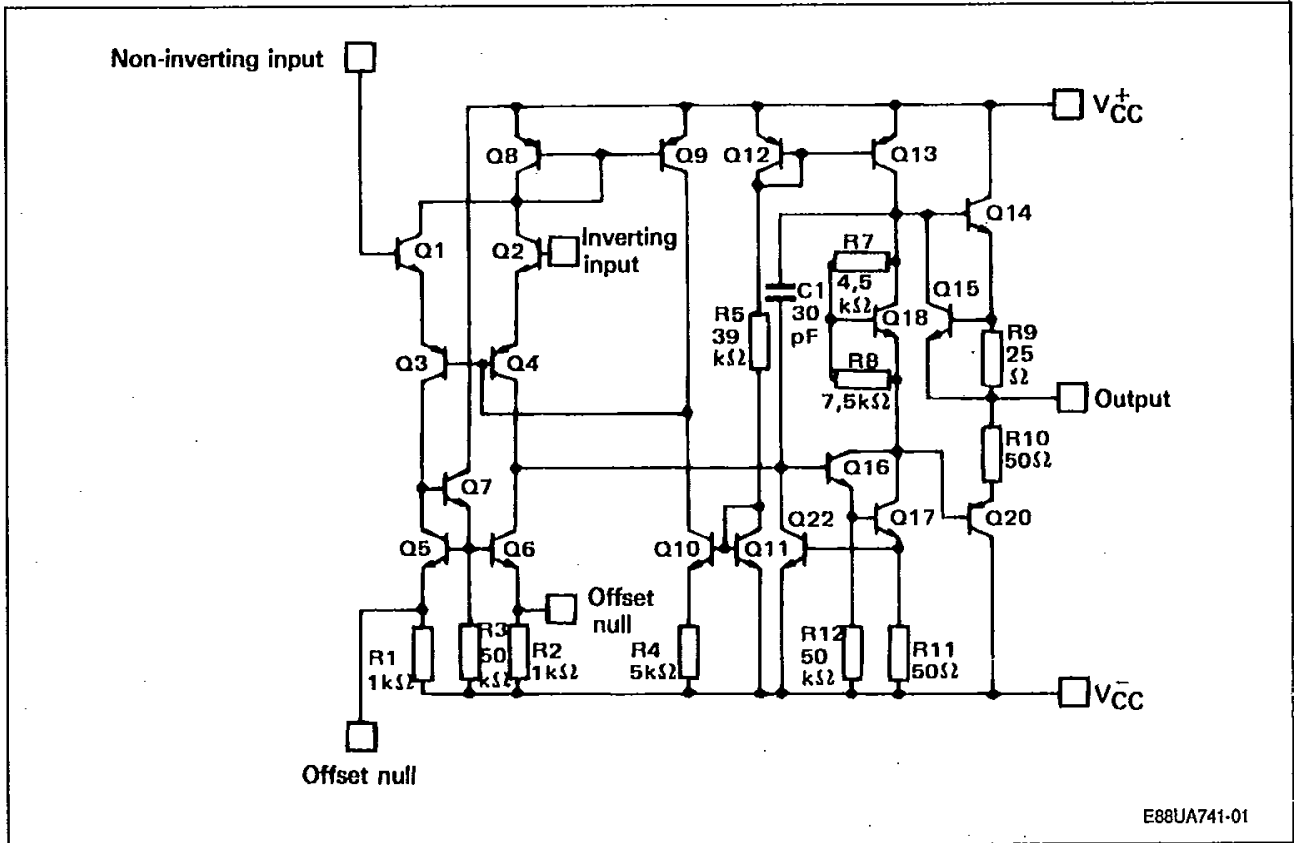 Non-inverting input
V+CC
Q8
Q9
Q12
Q13
Q14
Q1
Q2
Inverting
input
R7
4,5
kΩ
C1
30
pF
Q15
Q18
R5
39
kΩ
R9
25
Ω
Q3
Q4
R8
7,5kΩ
Output
R10
50Ω
Q7
Q16
Q5
Q6
Q10
Q11
Q22
Q17
Q20
Offset
null
R1
1kΩ
R3
50
kΩ
R2
1kΩ
R4
5kΩ
R12
50
kΩ
R11
50Ω
V-CC
Offset null
E88UA741-01